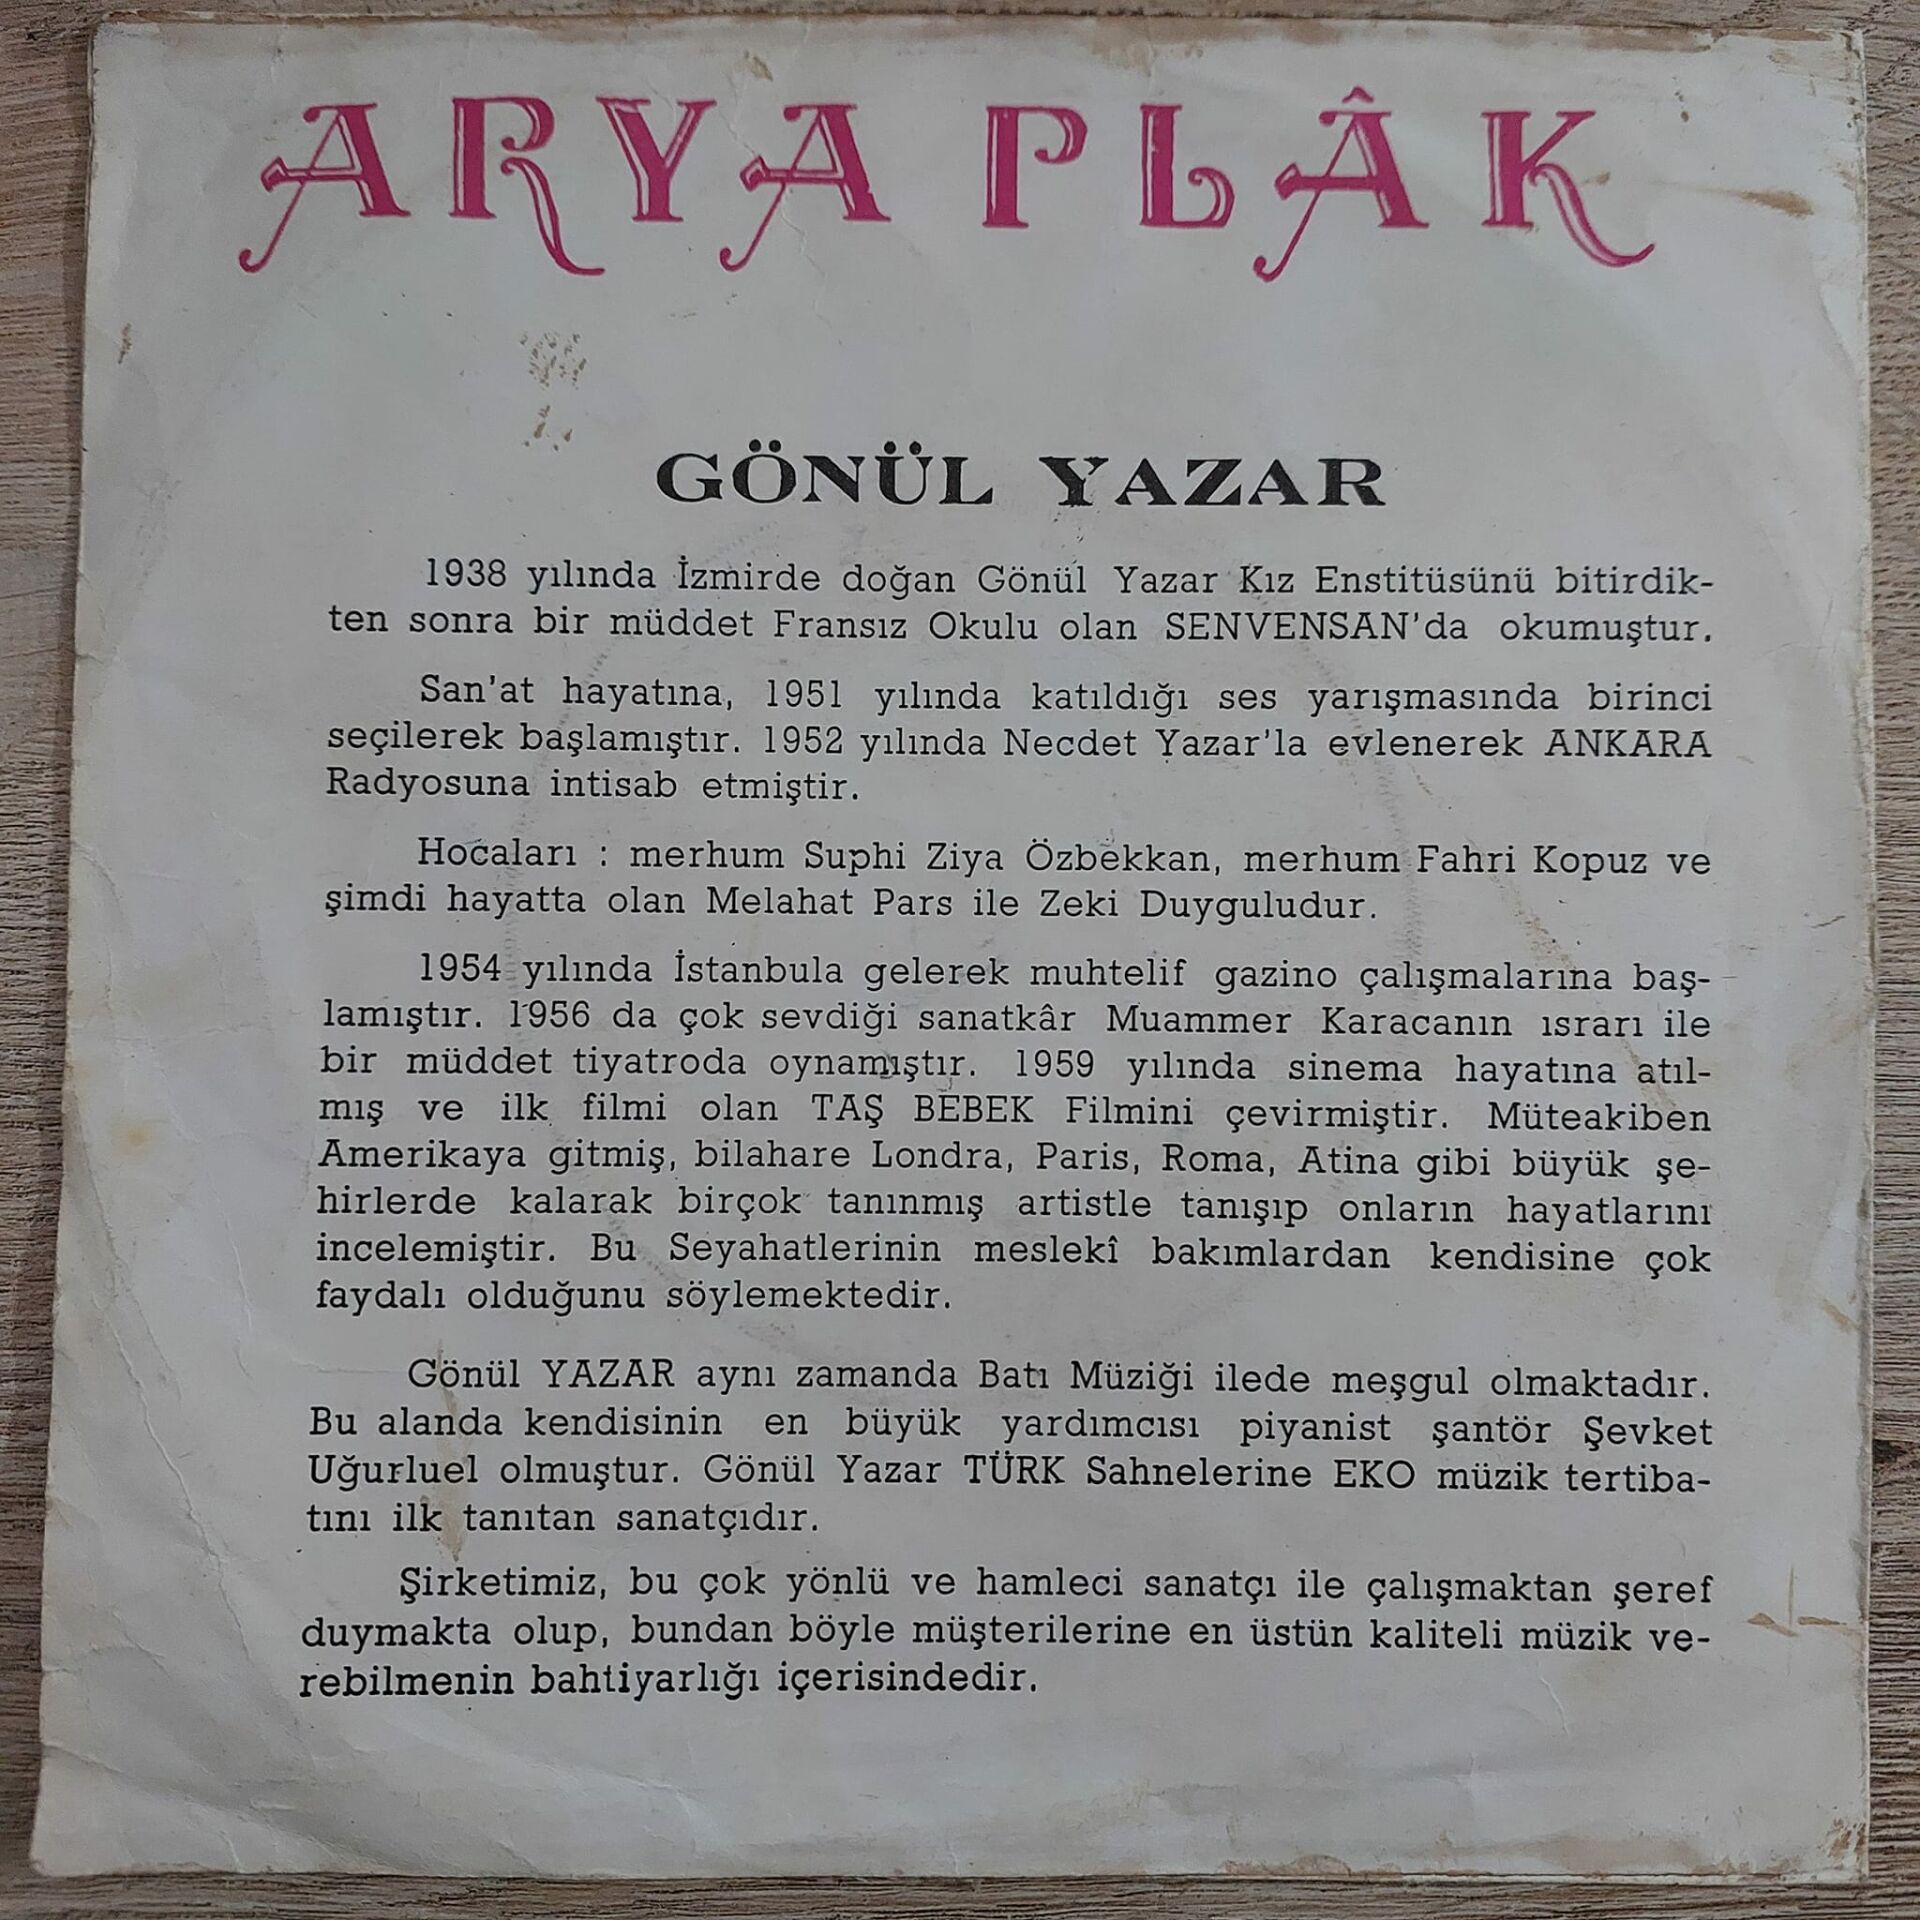 ARYA PLÂK
GÖNÜL YAZAR
1938 yılında İzmirde doğan Gönül Yazar Kız Enstitüsünü bitirdik-
ten sonra bir müddet Fransız Okulu olan SENVENSAN'da okumuştur.
San'at hayatına, 1951 yılında katıldığı ses yarışmasında birinci
seçilerek başlamıştır. 1952 yılında Necdet Yazar'la evlenerek ANKARA
Radyosuna intisab etmiştir.
Hocaları : merhum Suphi Ziya Özbekkan, merhum Fahri Kopuz ve
şimdi hayatta olan Melahat Pars ile Zeki Duyguludur.
1954 yılında İstanbula gelerek muhtelif gazino çalışmalarına baş-
lamıştır. 1956 da çok sevdiği sanatkâr Muammer Karacanın ısrarı ile
bir müddet tiyatroda oynamıştır. 1959 yılında sinema hayatına atıl-
mış ve ilk filmi olan TAŞ BEBEK Filmini çevirmiştir. Müteakiben
Amerikaya gitmiş, bilahare Londra, Paris, Roma, Atina gibi büyük şe-
hirlerde kalarak birçok tanınmış artistle tanışıp onların hayatlarını
incelemiştir. Bu Seyahatlerinin meslekî bakımlardan kendisine çok
faydalı olduğunu söylemektedir.
Gönül YAZAR aynı zamanda Batı Müziği ilede meşgul olmaktadır.
Bu alanda kendisinin en büyük yardımcısı piyanist şantör Şevket
Uğurluel olmuştur. Gönül Yazar TÜRK Sahnelerine EKO müzik tertiba-
tını ilk tanıtan sanatçıdır.
Şirketimiz, bu çok yönlü ve hamleci sanatçı ile çalışmaktan şeref
duymakta olup, bundan böyle müşterilerine en üstün kaliteli müzik ve-
rebilmenin bahtiyarlığı içerisindedir.